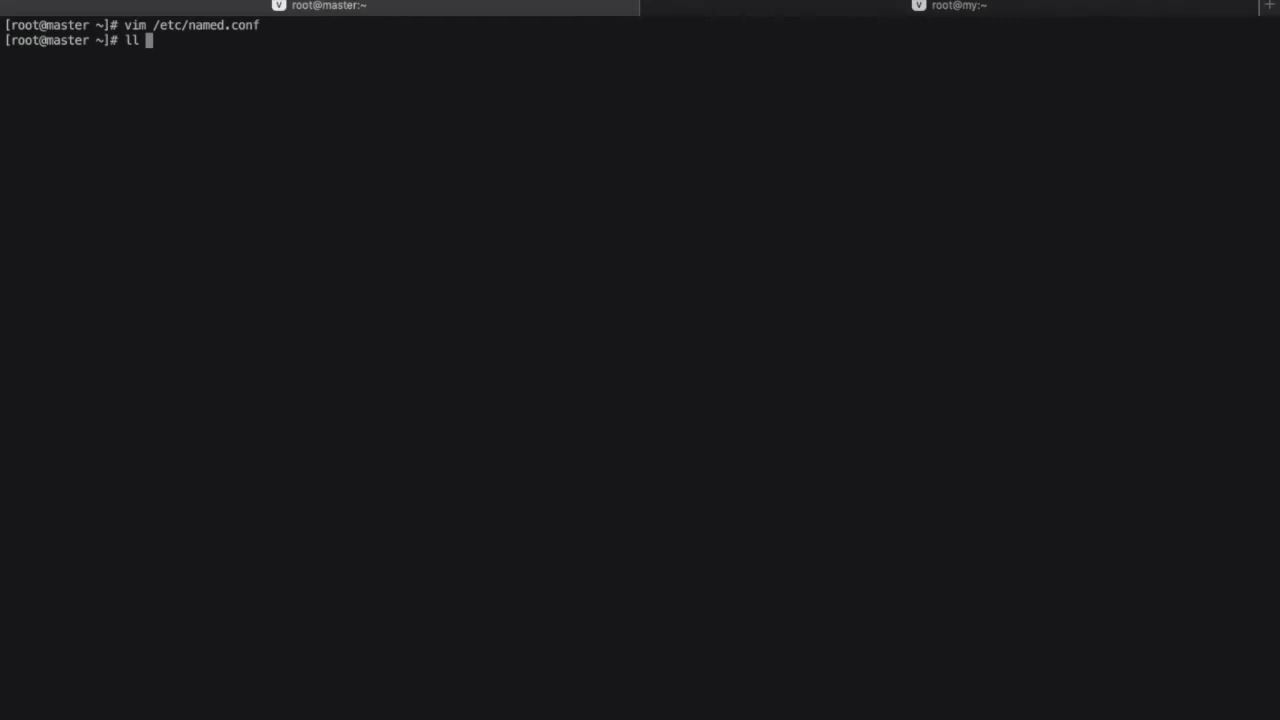 v root@master:~ v root@my:~ +
[root@master ~]# vim /etc/named.conf
[root@master ~]# ll